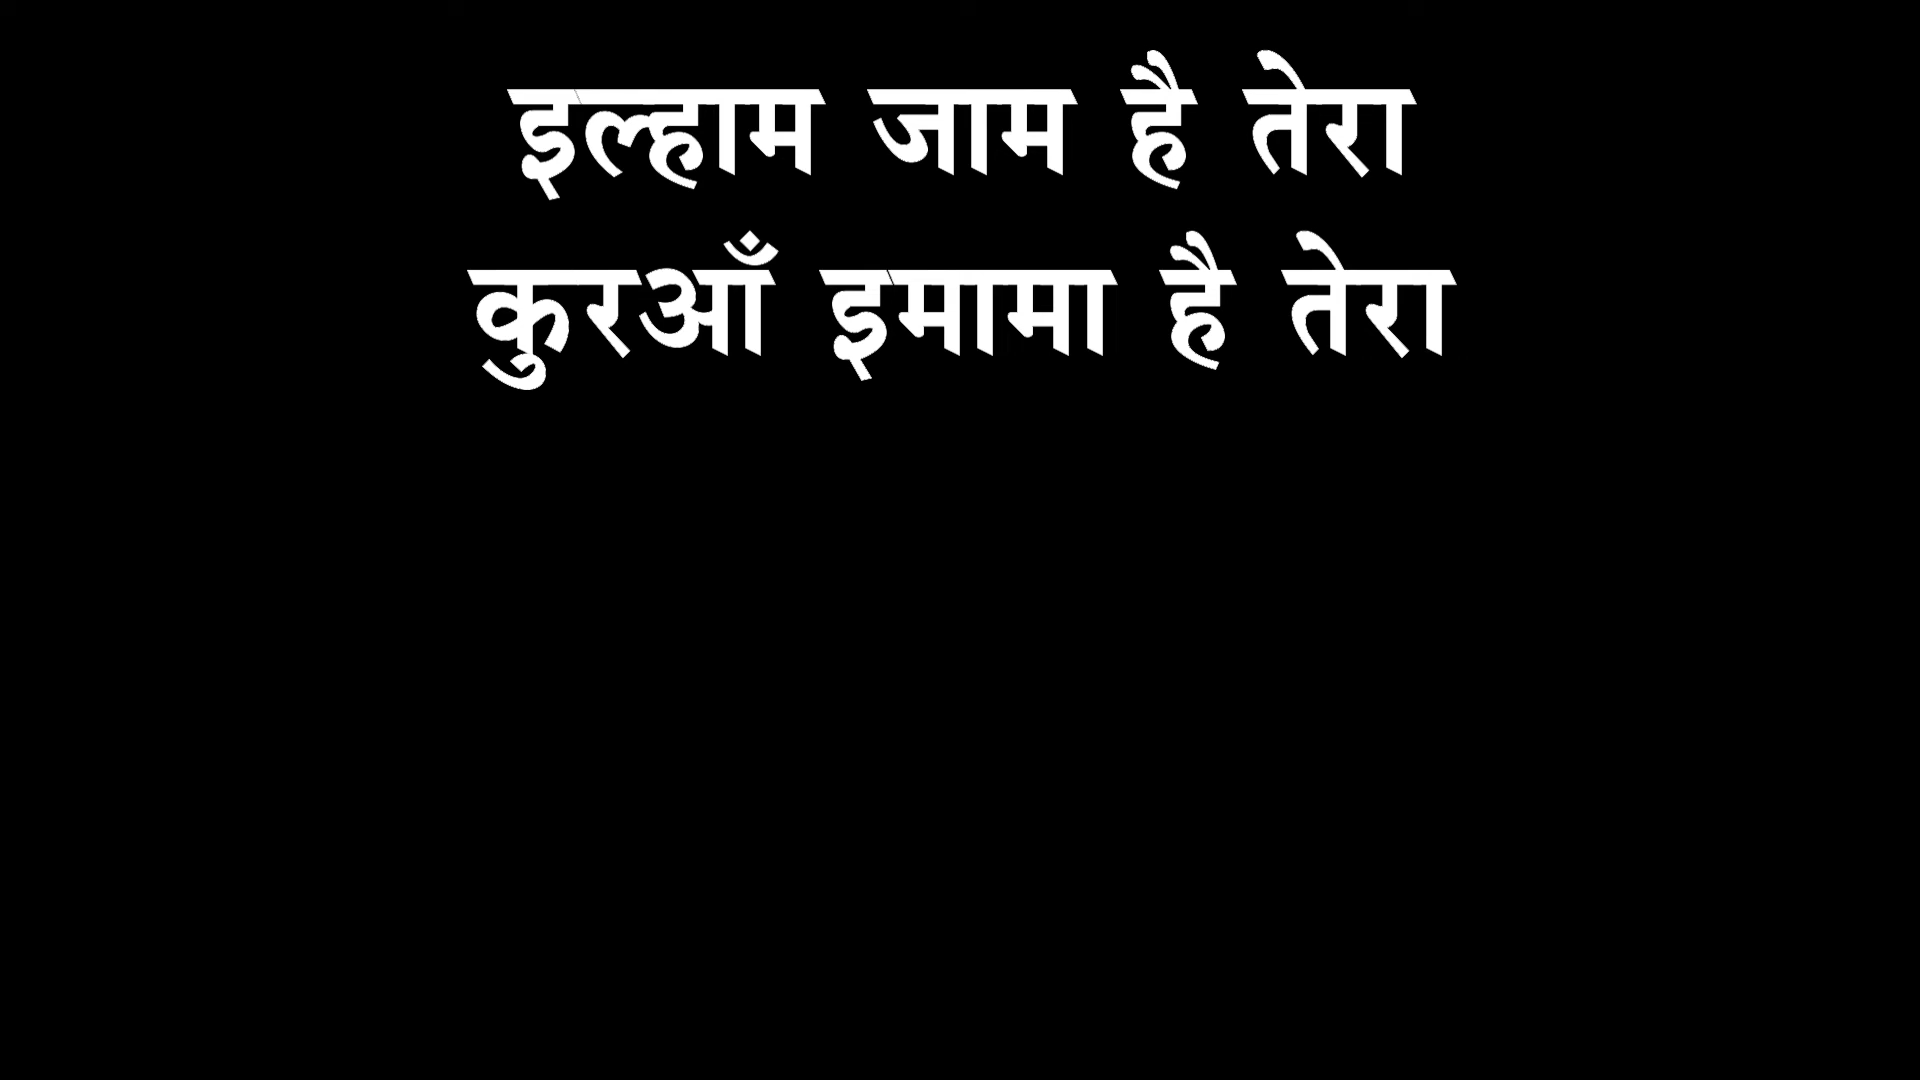 इल्हाम जाम है तेरा
कुरआँ इमामा है तेरा